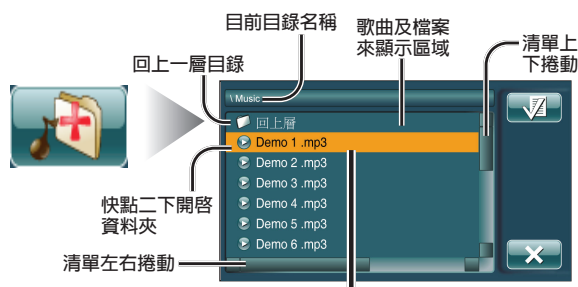 目前目錄名稱
歌曲及檔案
來顯示區域
清單上
下捲動
回上一層目錄
\ Music
回上層
Demo 1 .mp3
Demo 2 .mp3
Demo 3 .mp3
Demo 4 .mp3
Demo 5 .mp3
Demo 6 .mp3
快點二下開啓
資料夾
清單左右捲動